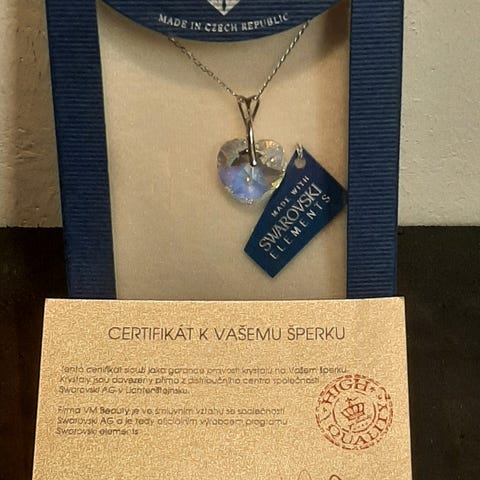 MADE IN CZECH REPUBLIC
MADE WITH
SWAROVSKI
ELEMENTS
CERTIFIKÁT K VAŠEMU ŠPERKU
Tento certifikát slouží jako garance pravosti krystalů na Vašem šperku.
Krystaly jsou dováženy přímo z distribučního centra společnosti
Swarovski AG v Lichtenštejnsku.
Firma VM Beauty je ve smluvním vztahu se společností
Swarovski AG a je tedy oficiálním výrobcem programu
Swarovski elements
HIGH
QUALITY